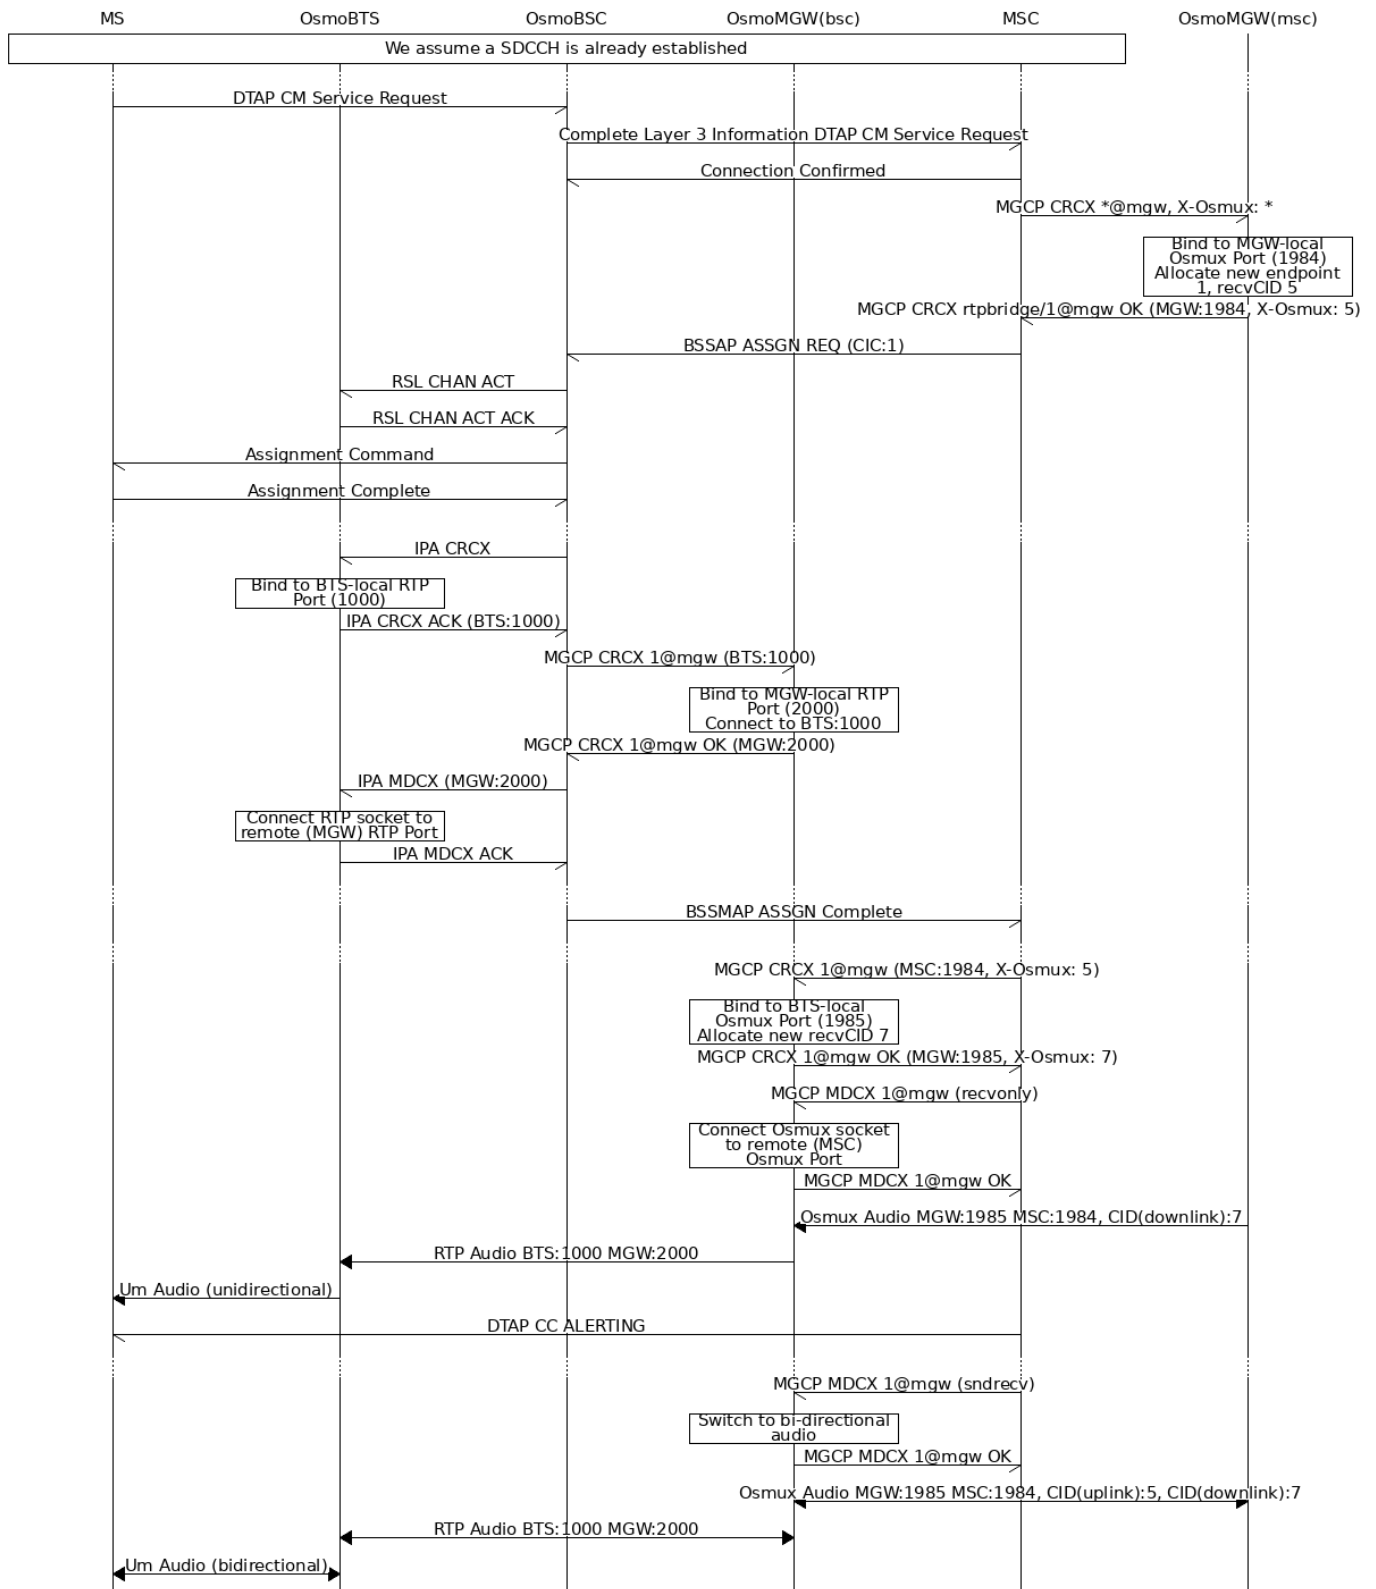 MS OsmoBTS OsmoBSC OsmoMGW(bsc) MSC OsmoMGW(msc)
We assume a SDCCH is already established
DTAP CM Service Request
Complete Layer 3 Information DTAP CM Service Request
Connection Confirmed
MGCP CRCX *@mgw, X-Osmux: *
Bind to MGW-local
Osmux Port (1984)
Allocate new endpoint
1, recvCID 5
MGCP CRCX rtpbridge/1@mgw OK (MGW:1984, X-Osmux: 5)
BSSAP ASSGN REQ (CIC:1)
RSL CHAN ACT
RSL CHAN ACT ACK
Assignment Command
Assignment Complete
IPA CRCX
Bind to BTS-local RTP
Port (1000)
IPA CRCX ACK (BTS:1000)
MGCP CRCX 1@mgw (BTS:1000)
Bind to MGW-local RTP
Port (2000)
Connect to BTS:1000
MGCP CRCX 1@mgw OK (MGW:2000)
IPA MDCX (MGW:2000)
Connect RTP socket to
remote (MGW) RTP Port
IPA MDCX ACK
BSSMAP ASSGN Complete
MGCP CRCX 1@mgw (MSC:1984, X-Osmux: 5)
Bind to BTS-local
Osmux Port (1985)
Allocate new recvCID 7
MGCP CRCX 1@mgw OK (MGW:1985, X-Osmux: 7)
MGCP MDCX 1@mgw (recvonly)
Connect Osmux socket
to remote (MSC)
Osmux Port
MGCP MDCX 1@mgw OK
Osmux Audio MGW:1985 MSC:1984, CID(downlink):7
RTP Audio BTS:1000 MGW:2000
Um Audio (unidirectional)
DTAP CC ALERTING
MGCP MDCX 1@mgw (sndrecv)
Switch to bi-directional
audio
MGCP MDCX 1@mgw OK
Osmux Audio MGW:1985 MSC:1984, CID(uplink):5, CID(downlink):7
RTP Audio BTS:1000 MGW:2000
Um Audio (bidirectional)